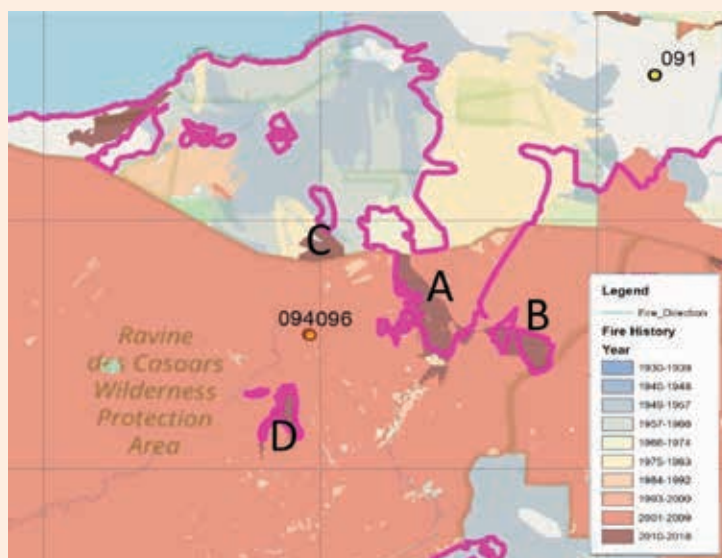 091
C
A
094096
B
Ravine
des Casoars
Wilderness
Protection
Area
D
Legend
Fire_Direction
Fire History
Year
1930-1939
1940-1948
1949-1957
1957-1966
1966-1974
1975-1983
1984-1992
1993-2000
2001-2009
2010-2018